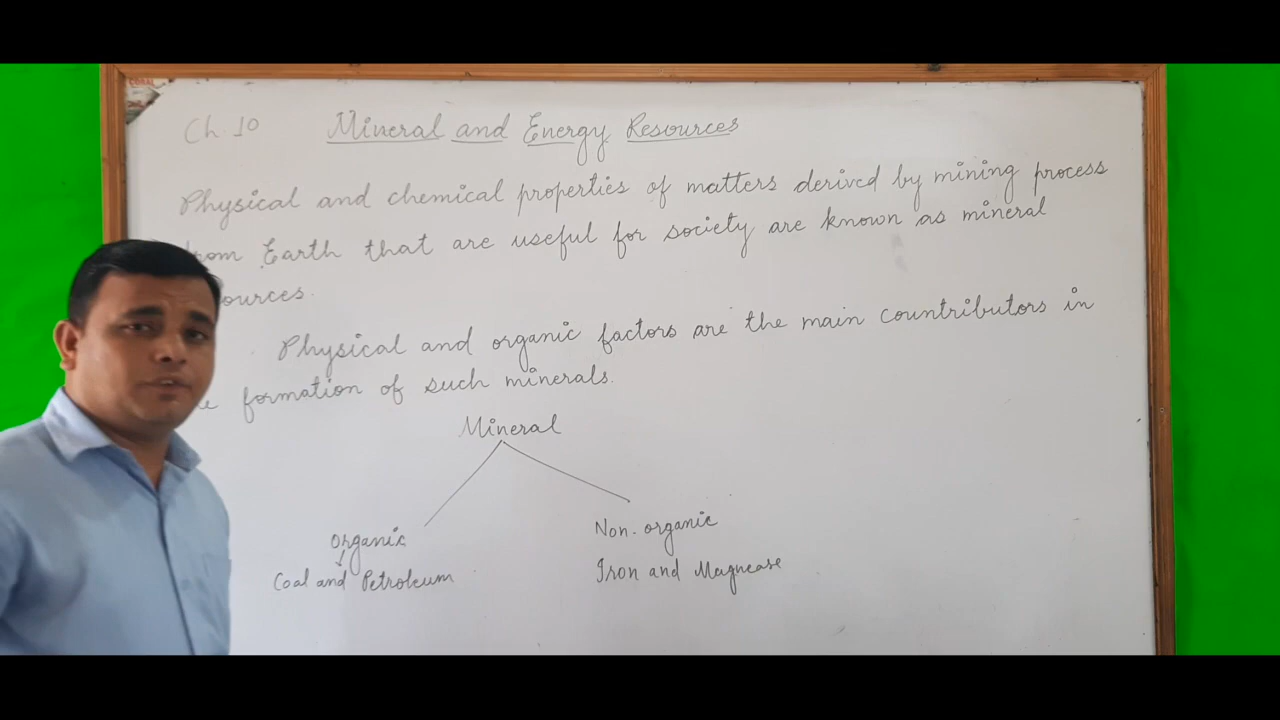 Ch. 10 Mineral and Energy Resources
Physical and chemical properties of matters derived by mining process
rom Earth that are useful for society are known as mineral
ources.
Physical and organic factors are the main countributors in
e formation of such minerals.
Mineral
Organic Non-organic
Coal and Petroleum Iron and Magnease